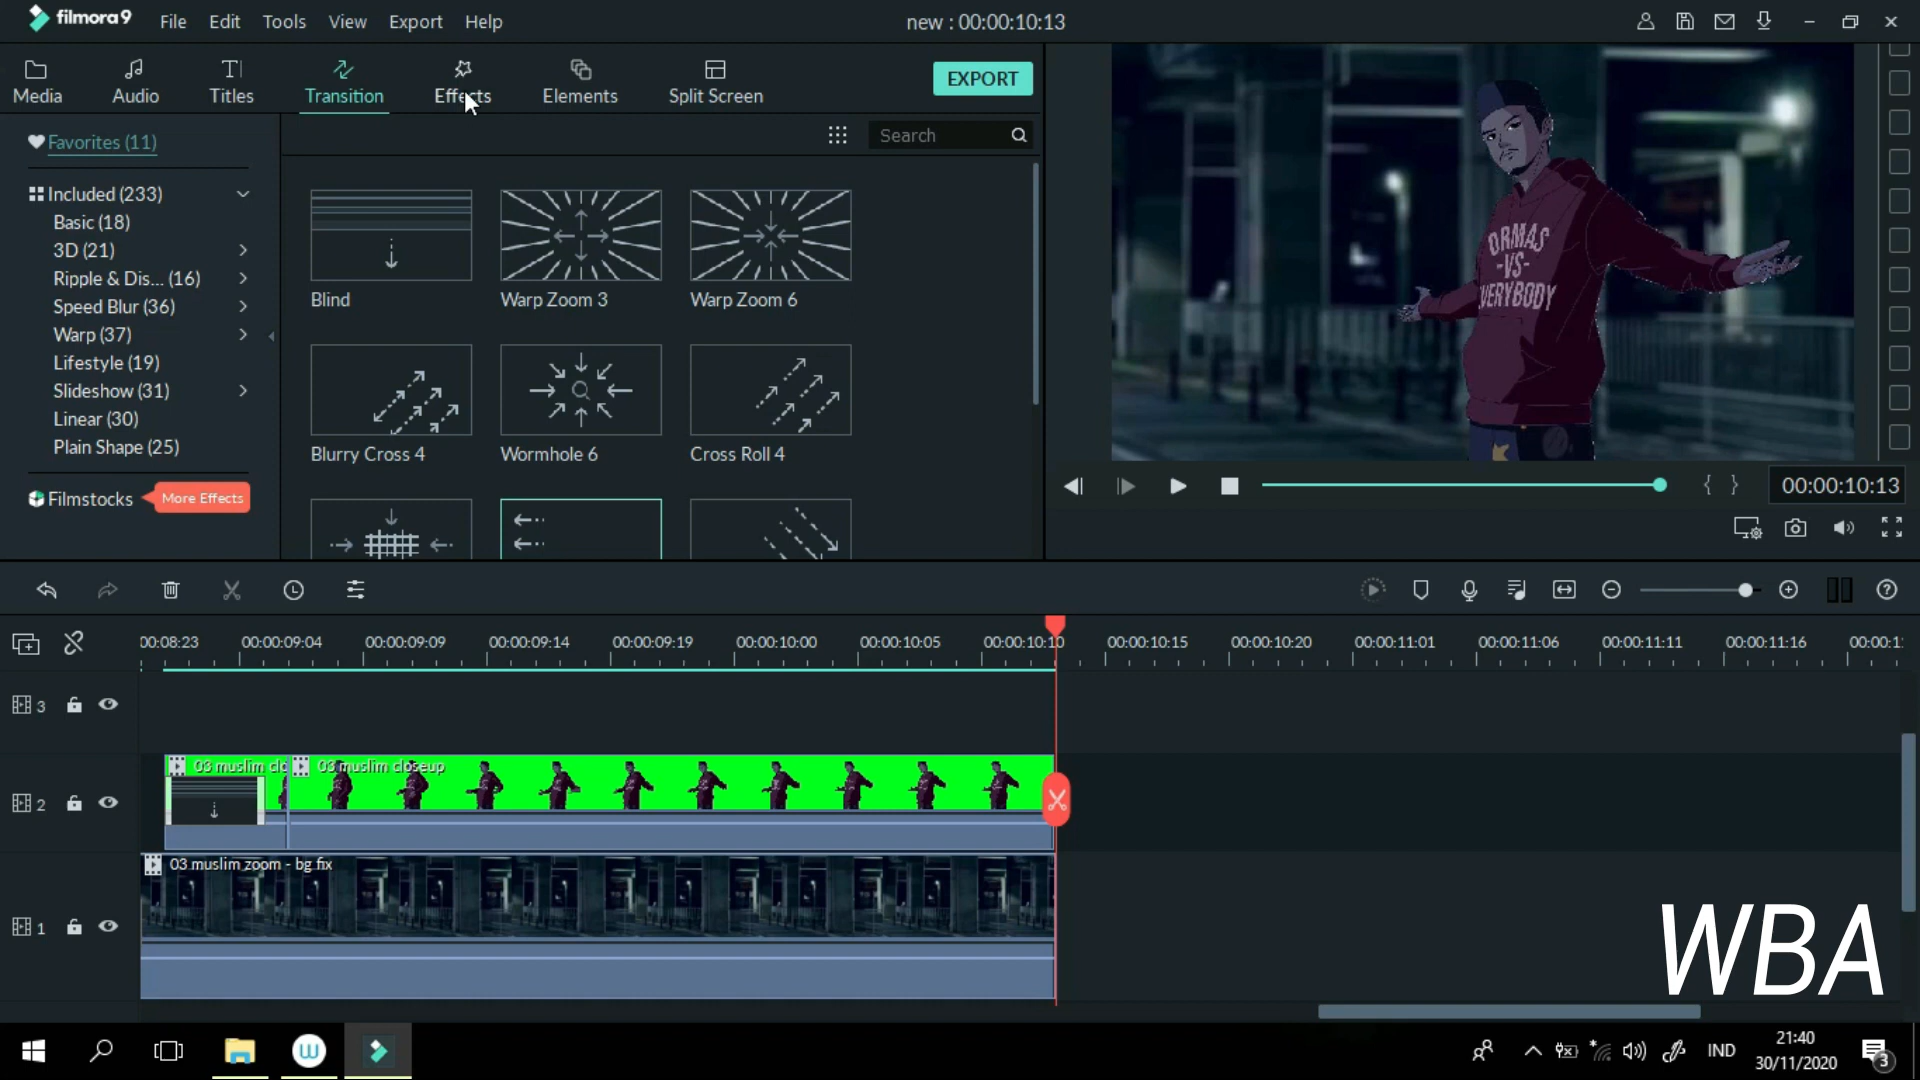 filmora9 File Edit Tools View Export Help new : 00:00:10:13
Media Audio Titles Transition Effects Elements Split Screen EXPORT
Favorites (11)
Search
Included (233)
Basic (18)
3D (21)
Ripple & Dis... (16)
Speed Blur (36)
Warp (37)
Lifestyle (19)
Slideshow (31)
Linear (30)
Plain Shape (25)
Filmstocks More Effects
Blind Warp Zoom 3 Warp Zoom 6
Blurry Cross 4 Wormhole 6 Cross Roll 4
ORMAS
-VS-
VERYBODY
00:00:10:13
00:08:23 00:00:09:04 00:00:09:09 00:00:09:14 00:00:09:19 00:00:10:00 00:00:10:05 00:00:10:10 00:00:10:15 00:00:10:20 00:00:11:01 00:00:11:06 00:00:11:11 00:00:11:16 00:00:1
3
2
03 muslim clo 03 muslim closeup
1
03 muslim zoom - bg fix
WBA
IND
21:40
30/11/2020
3